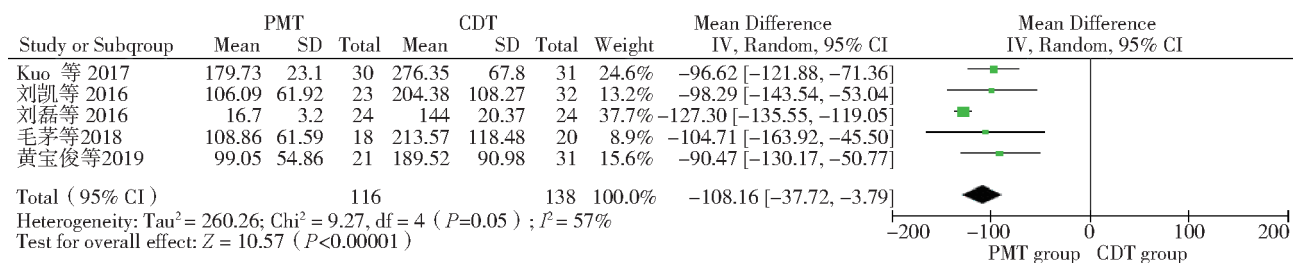 PMT CDT Mean Difference Mean Difference
Study or Subqroup Mean SD Total Mean SD Total Weight IV, Random, 95% CI IV, Random, 95% CI
Kuo 等 2017 179.73 23.1 30 276.35 67.8 31 24.6% −96.62 [−121.88, −71.36]
刘凯等 2016 106.09 61.92 23 204.38 108.27 32 13.2% −98.29 [−143.54, −53.04]
刘磊等 2016 16.7 3.2 24 144 20.37 24 37.7% −127.30 [−135.55, −119.05]
毛茅等2018 108.86 61.59 18 213.57 118.48 20 8.9% −104.71 [−163.92, −45.50]
黄宝俊等2019 99.05 54.86 21 189.52 90.98 31 15.6% −90.47 [−130.17, −50.77]
Total (95% CI) 116 138 100.0% −108.16 [−37.72, −3.79]
Heterogeneity: Tau² = 260.26; Chi² = 9.27, df = 4 (P=0.05) ; I² = 57%
Test for overall effect: Z = 10.57 (P<0.00001)
−200 −100 0 100 200
PMT group CDT group